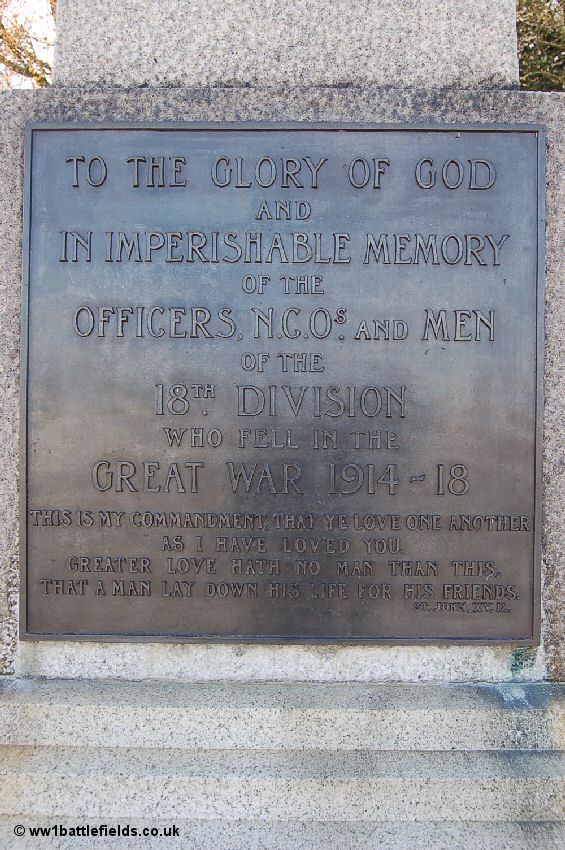 TO THE GLORY OF GOD
AND
IN IMPERISHABLE MEMORY
OF THE
OFFICERS, N.C.Os. AND MEN
OF THE
18TH. DIVISION
WHO FELL IN THE
GREAT WAR 1914-18
THIS IS MY COMMANDMENT, THAT YE LOVE ONE ANOTHER
AS I HAVE LOVED YOU.
GREATER LOVE HATH NO MAN THAN THIS,
THAT A MAN LAY DOWN HIS LIFE FOR HIS FRIENDS.
ST. JOHN, XV. 12.
© ww1battlefields.co.uk